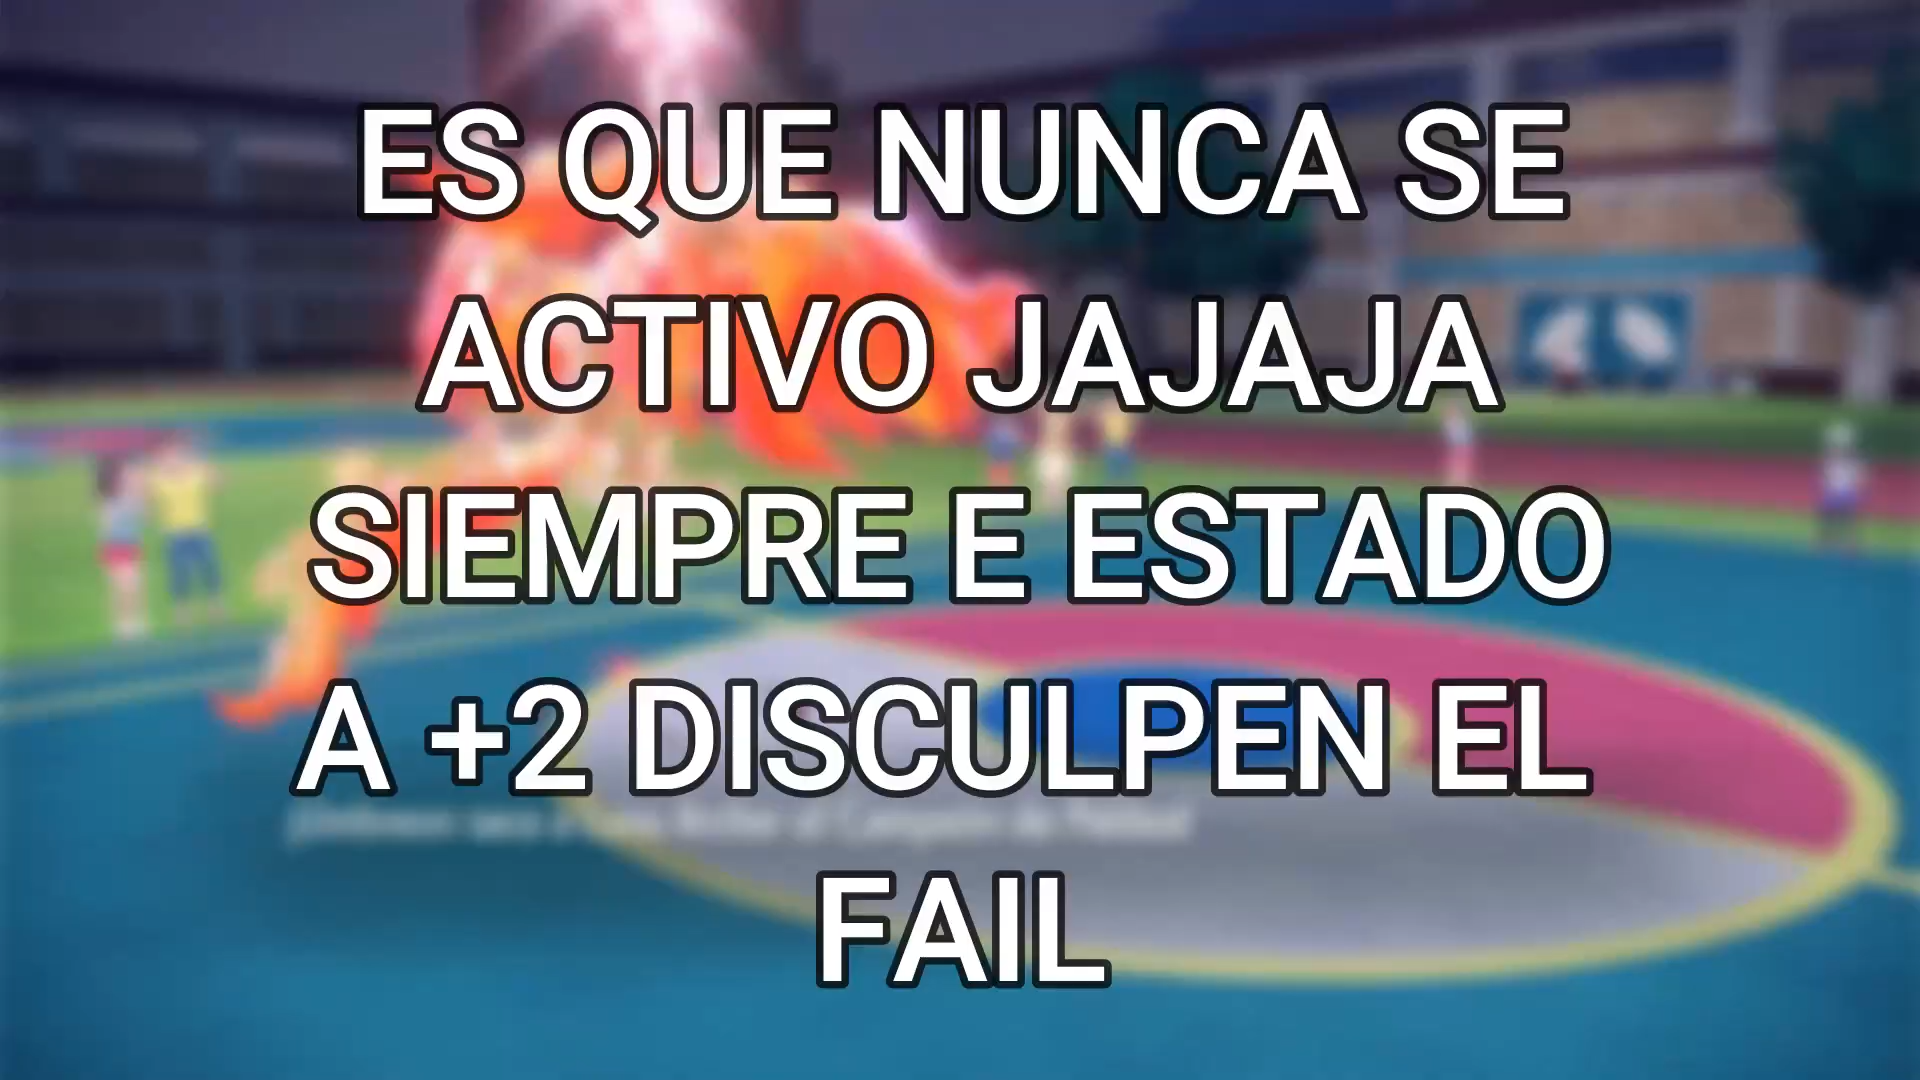 ES QUE NUNCA SE
ACTIVO JAJAJA
SIEMPRE E ESTADO
A +2 DISCULPEN EL
FAIL